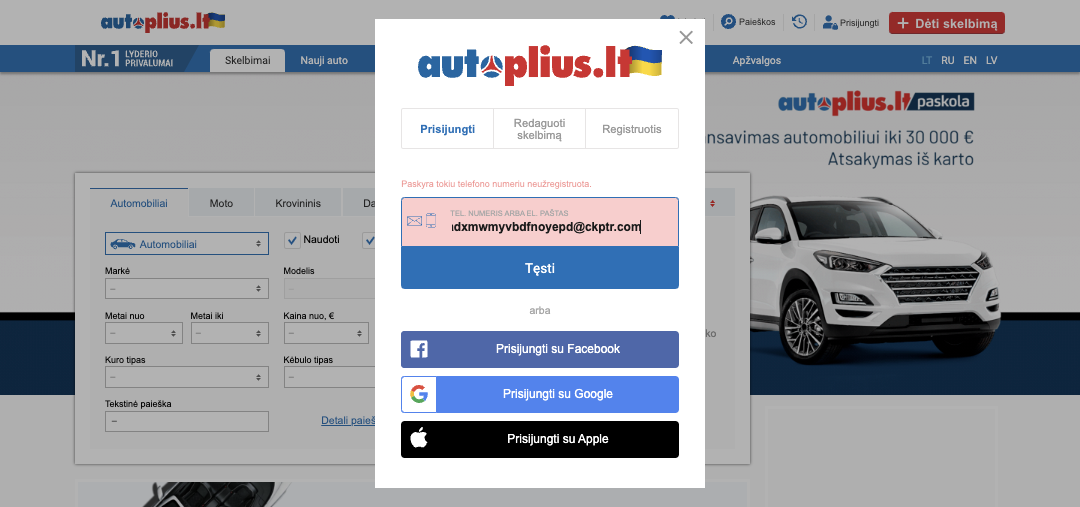 autoplius.lt
Paieškos
Prisijungti
+ Dėti skelbimą
Nr.1 LYDERIO
PRIVALUMAI
Skelbimai
Nauji auto
Apžvalgos
LT RU EN LV
autoplius.lt paskola
nsavimas automobiliui iki 30 000 €
Atsakymas iš karto
autoplius.lt
Prisijungti
Redaguoti
skelbimą
Registruotis
Paskyra tokiu telefono numeriu neužregistruota.
TEL. NUMERIS ARBA EL. PAŠTAS
dxmwmyvbdfnoyepd@ckptr.com
Tęsti
arba
Prisijungti su Facebook
Prisijungti su Google
Prisijungti su Apple
Automobiliai
Moto
Krovininis
Da
Automobiliai
Naudoti
Markė
Modelis
–
–
Metai nuo
Metai iki
Kaina nuo, €
–
–
–
ko
Kuro tipas
Kėbulo tipas
–
–
Tekstinė paieška
–
Detali paieš